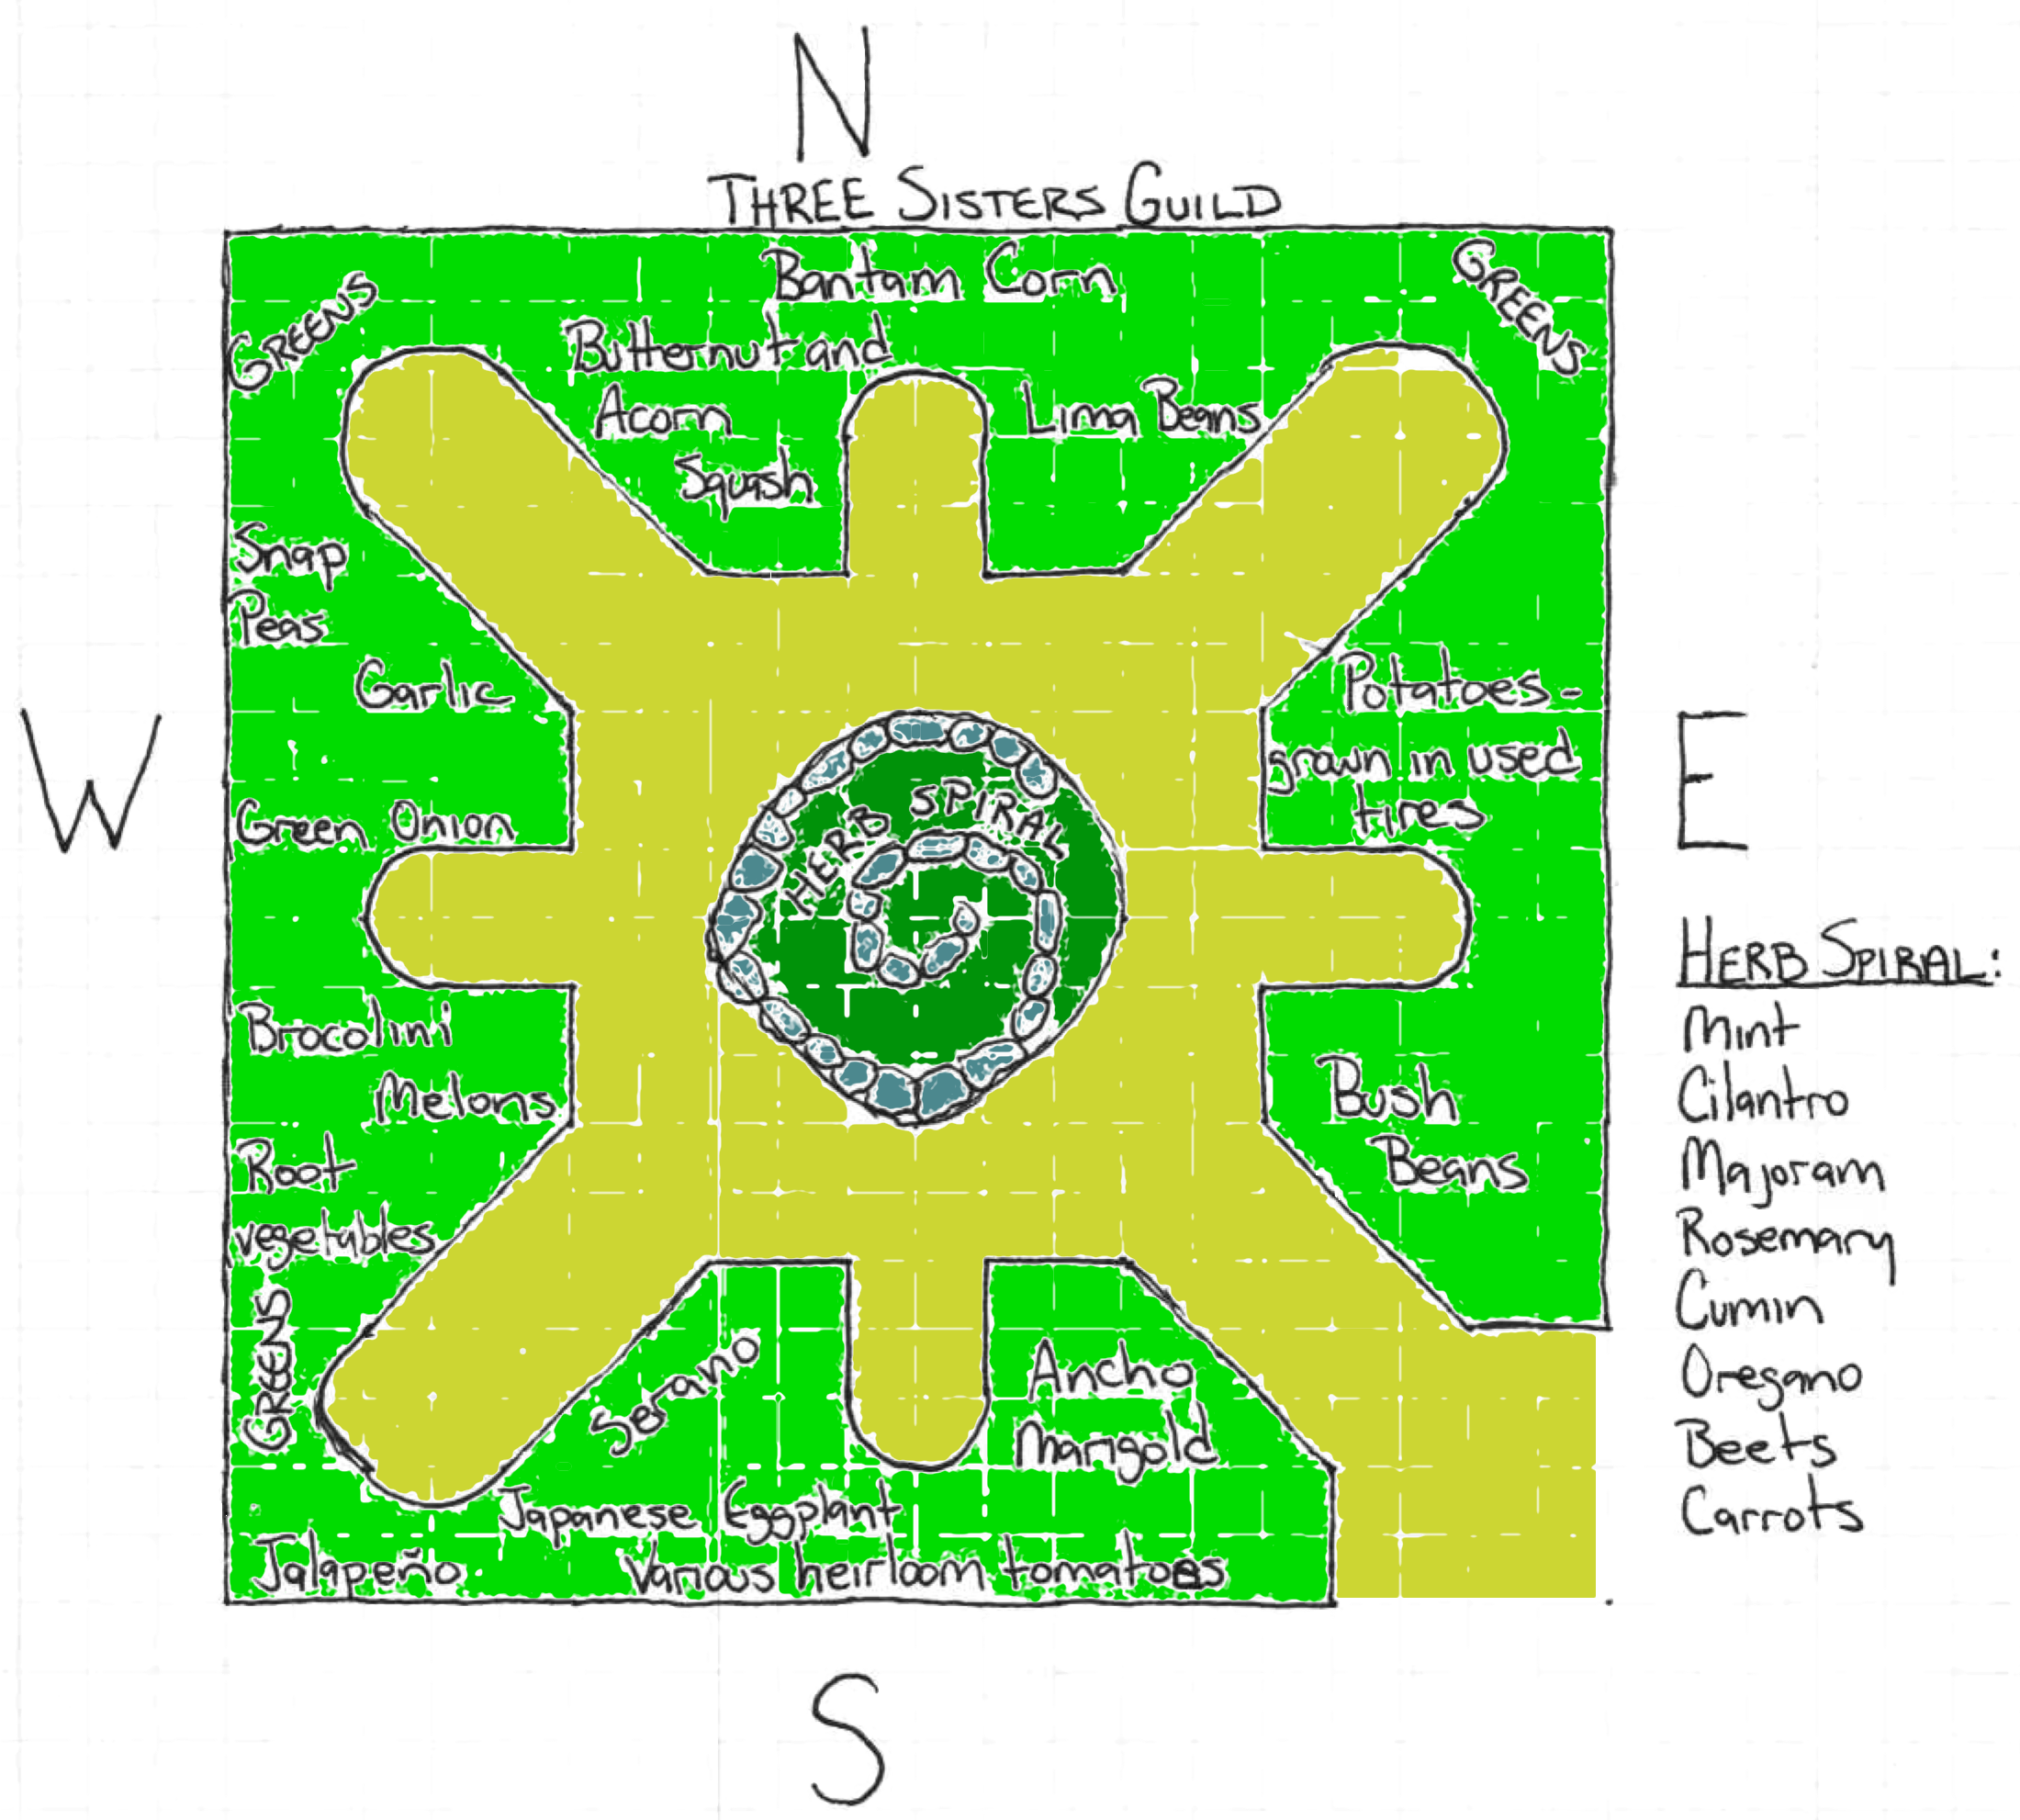 N
THREE SISTERS GUILD
Bantam Corn
GREENS
GREENS
Butternut and
Acorn
Squash
Lima Beans
Snap
Peas
Garlic
Green Onion
W
Potatoes -
grown in used
tires
E
HERB SPIRAL
Brocolini
Melons
Root
vegetables
GREENS
Bush
Beans
Serano
Ancho
Marigold
Japanese Eggplant
Jalapeño
Various heirloom tomatoes
S
HERB SPIRAL:
Mint
Cilantro
Majoram
Rosemary
Cumin
Oregano
Beets
Carrots